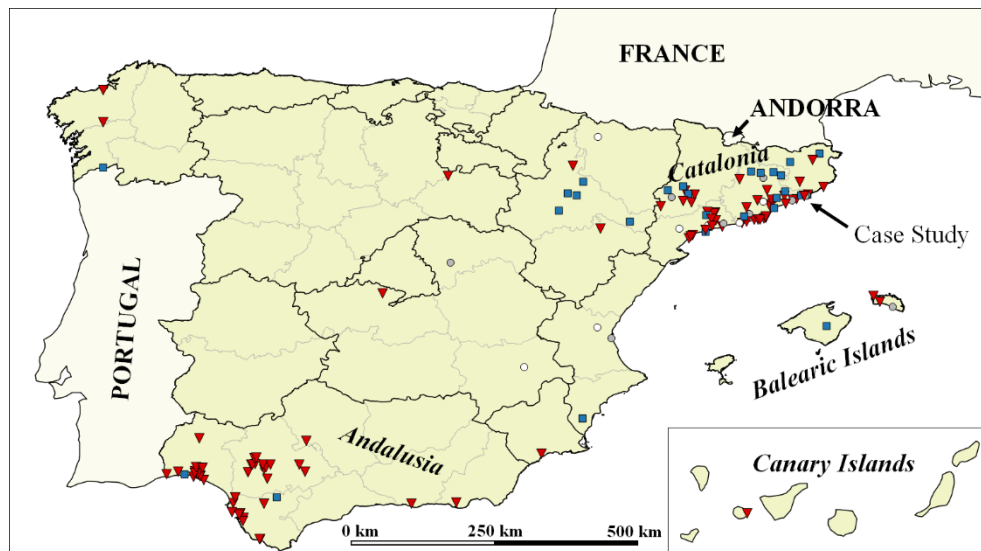 FRANCE
ANDORRA
Catalonia
Case Study
PORTUGAL
Balearic Islands
Andalusia
Canary Islands
0 km 250 km 500 km